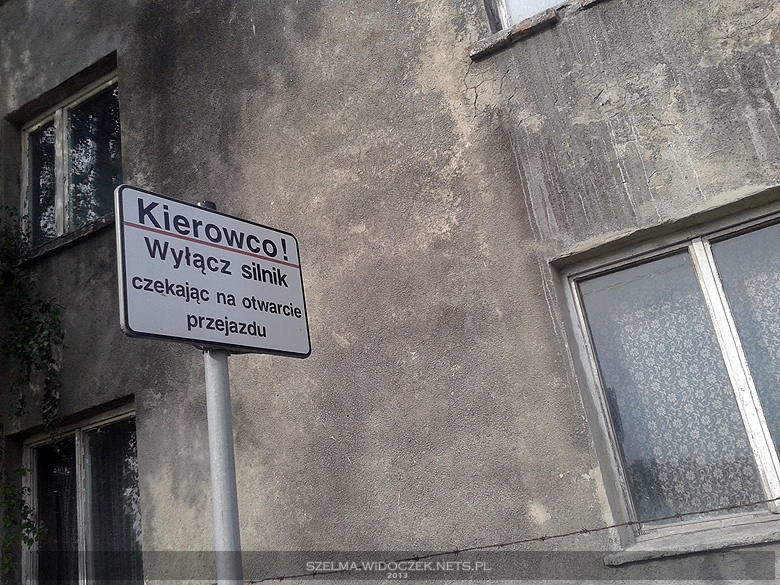 Kierowco!
Wyłącz silnik
czekając na otwarcie
przejazdu
SZELMA.WIDOCZEK.NETS.PL
2013